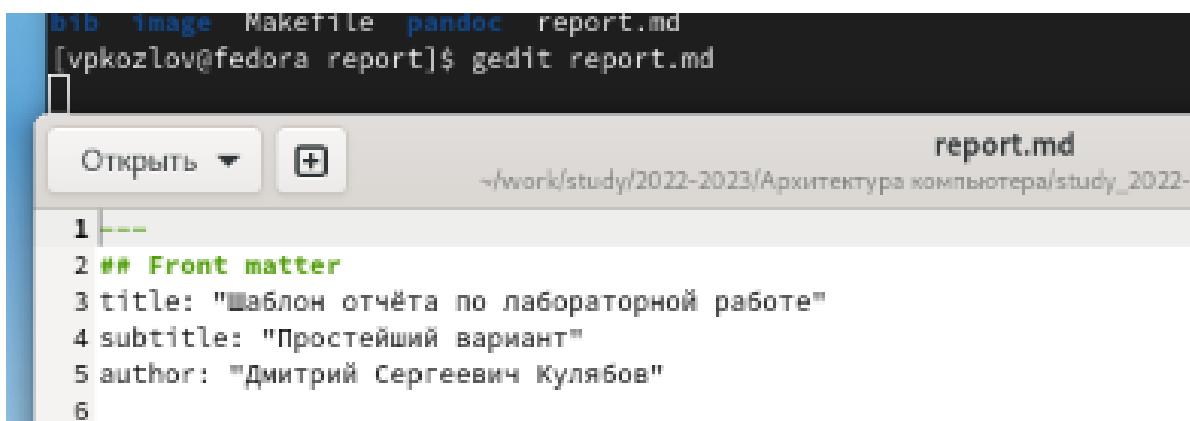 bib image Makefile pandoc report.md
[vpkozlov@fedora report]$ gedit report.md
Открыть
report.md
~/work/study/2022-2023/Архитектура компьютера/study_2022-
1 ---
2 ## Front matter
3 title: "Шаблон отчёта по лабораторной работе"
4 subtitle: "Простейший вариант"
5 author: "Дмитрий Сергеевич Кулябов"
6